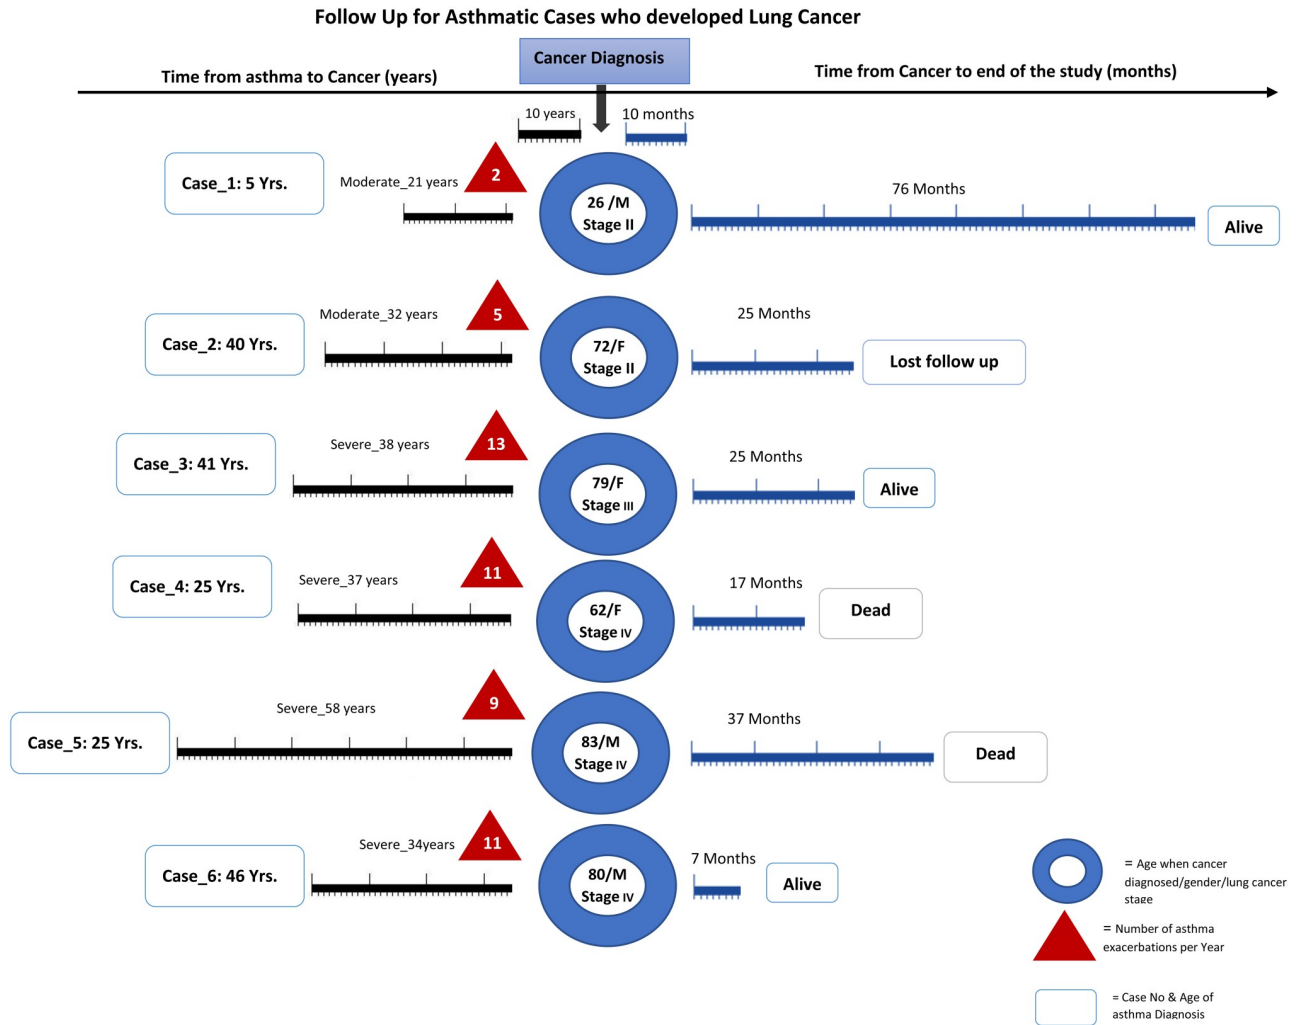 Follow Up for Asthmatic Cases who developed Lung Cancer
Cancer Diagnosis
Time from asthma to Cancer (years)
Time from Cancer to end of the study (months)
10 years
10 months
Case_1: 5 Yrs.
Moderate_21 years
2
26 /M
Stage II
76 Months
Alive
Case_2: 40 Yrs.
Moderate_32 years
5
72/F
Stage II
25 Months
Lost follow up
Case_3: 41 Yrs.
Severe_38 years
13
79/F
Stage III
25 Months
Alive
Case_4: 25 Yrs.
Severe_37 years
11
62/F
Stage IV
17 Months
Dead
Case_5: 25 Yrs.
Severe_58 years
9
83/M
Stage IV
37 Months
Dead
Case_6: 46 Yrs.
Severe_34years
11
80/M
Stage IV
7 Months
Alive
= Age when cancer
diagnosed/gender/lung cancer
stage
= Number of asthma
exacerbations per Year
= Case No & Age of
asthma Diagnosis